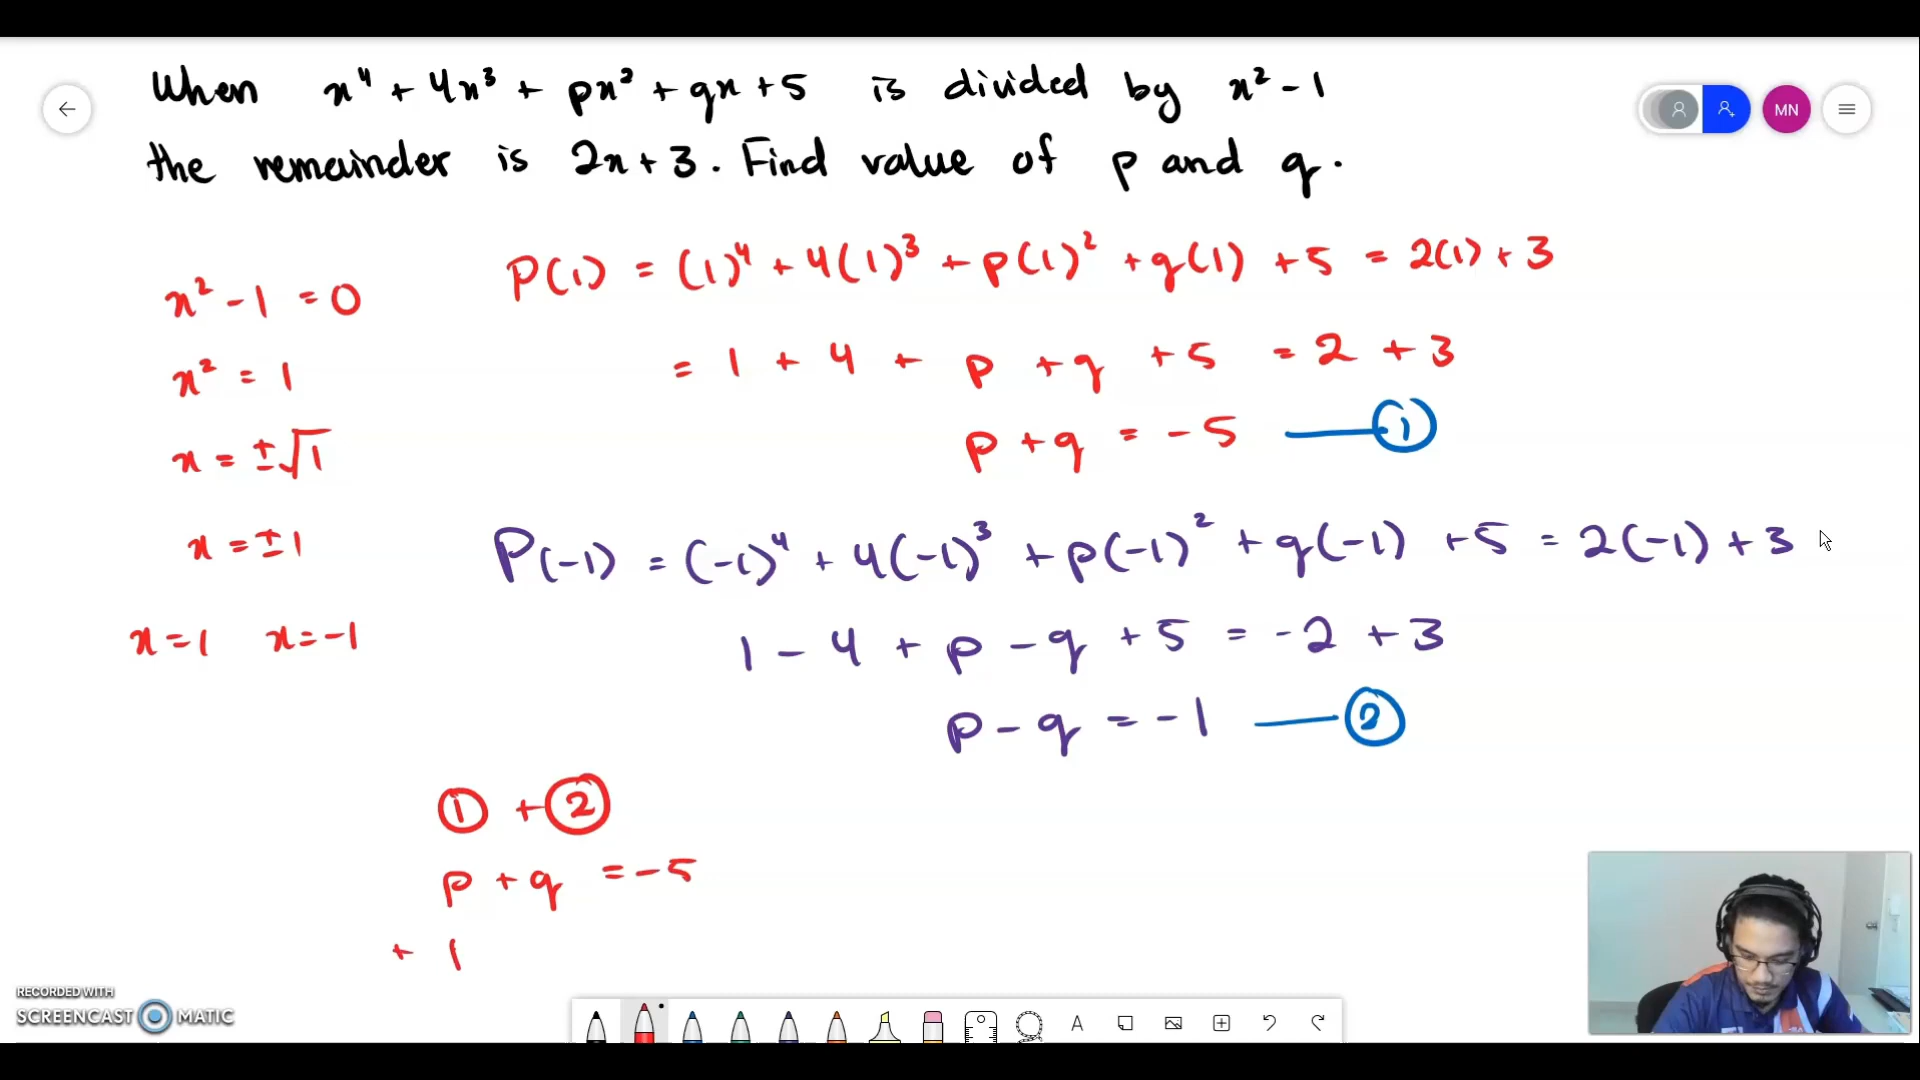 When x⁴ + 4x³ + px² + qx + 5 is divided by x² - 1
the remainder is 2x + 3. Find value of p and q.
MN
x² - 1 = 0
x² = 1
x = ±√1
x = ±1
x = 1 x = -1
P(1) = (1)⁴ + 4(1)³ + p(1)² + q(1) + 5 = 2(1) + 3
= 1 + 4 + p + q + 5 = 2 + 3
p + q = -5 —— ①
P(-1) = (-1)⁴ + 4(-1)³ + p(-1)² + q(-1) + 5 = 2(-1) + 3
1 - 4 + p - q + 5 = -2 + 3
p - q = -1 —— ②
① + ②
p + q = -5
+ 1
RECORDED WITH
SCREENCAST MATIC
A